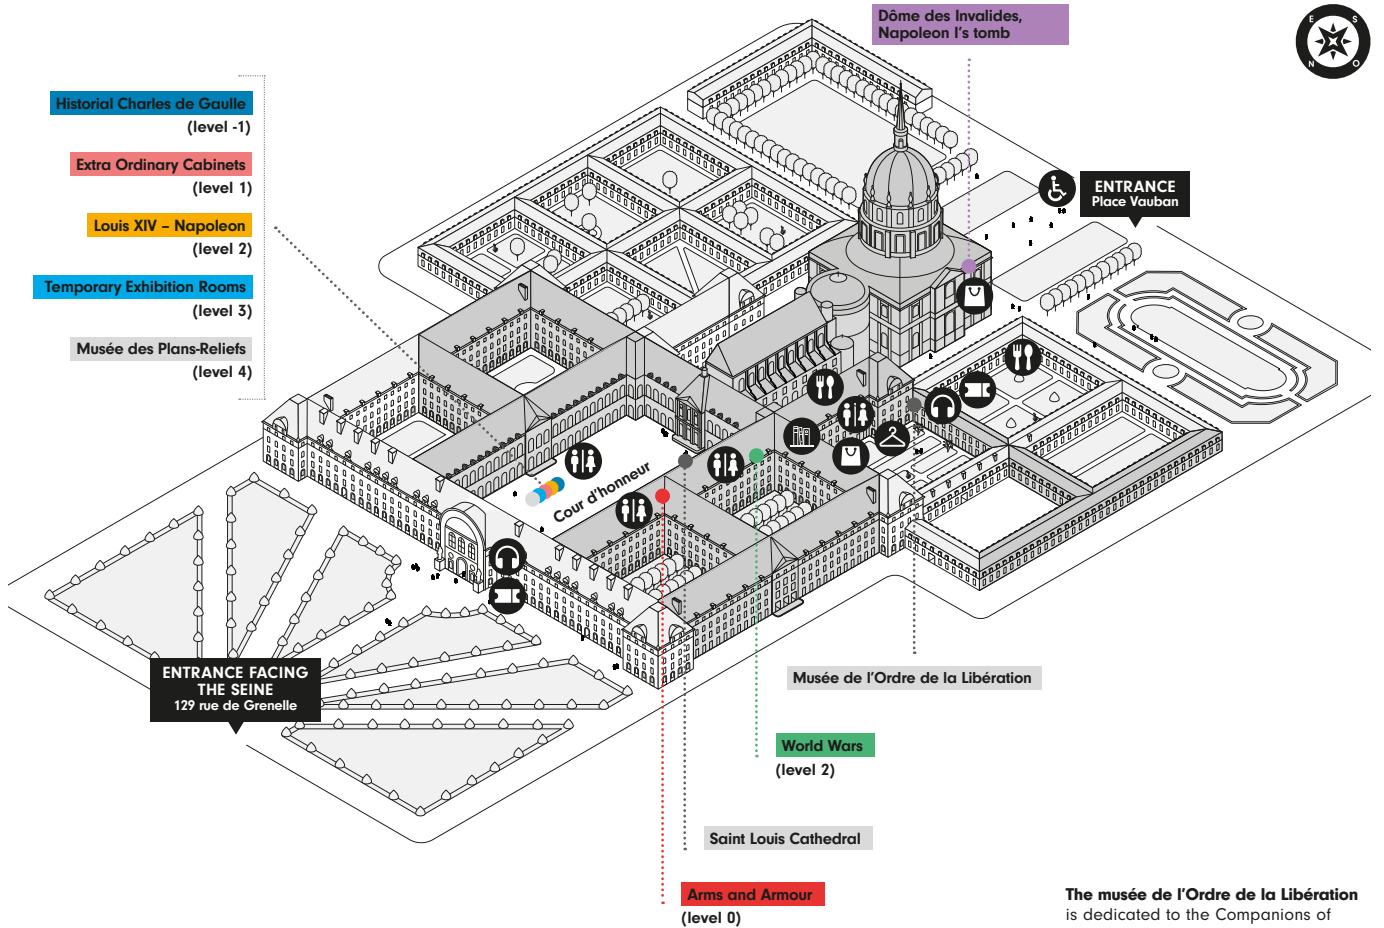 Dôme des Invalides,
Napoleon I's tomb
E
S
N
O
Historial Charles de Gaulle
(level -1)
Extra Ordinary Cabinets
(level 1)
Louis XIV – Napoleon
(level 2)
Temporary Exhibition Rooms
(level 3)
Musée des Plans-Reliefs
(level 4)
ENTRANCE
Place Vauban
Cour d'honneur
ENTRANCE FACING
THE SEINE
129 rue de Grenelle
Musée de l'Ordre de la Libération
World Wars
(level 2)
Saint Louis Cathedral
Arms and Armour
(level 0)
The musée de l'Ordre de la Libération
is dedicated to the Companions of